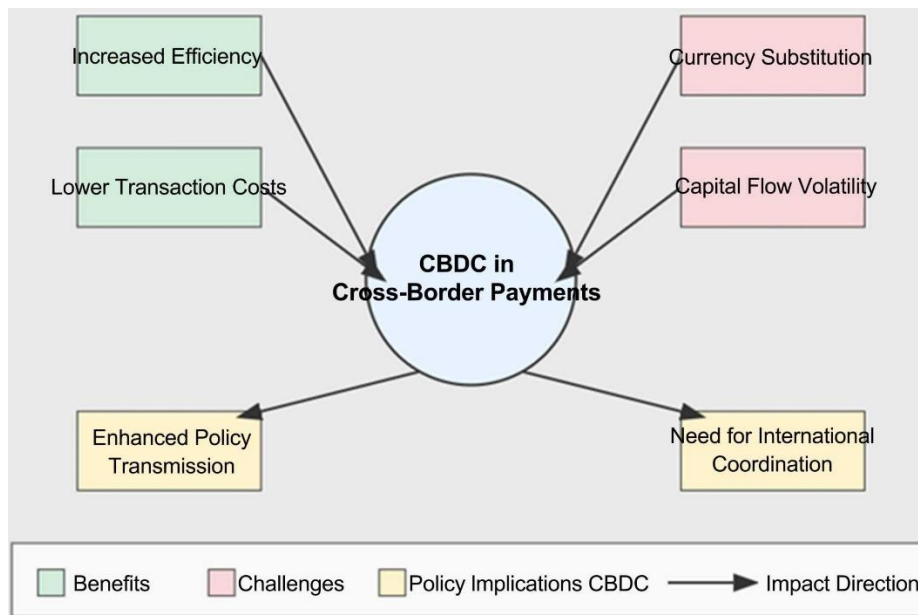 Increased Efficiency
Currency Substitution
Lower Transaction Costs
Capital Flow Volatility
CBDC in
Cross-Border Payments
Enhanced Policy
Transmission
Need for International
Coordination
Benefits
Challenges
Policy Implications CBDC
Impact Direction